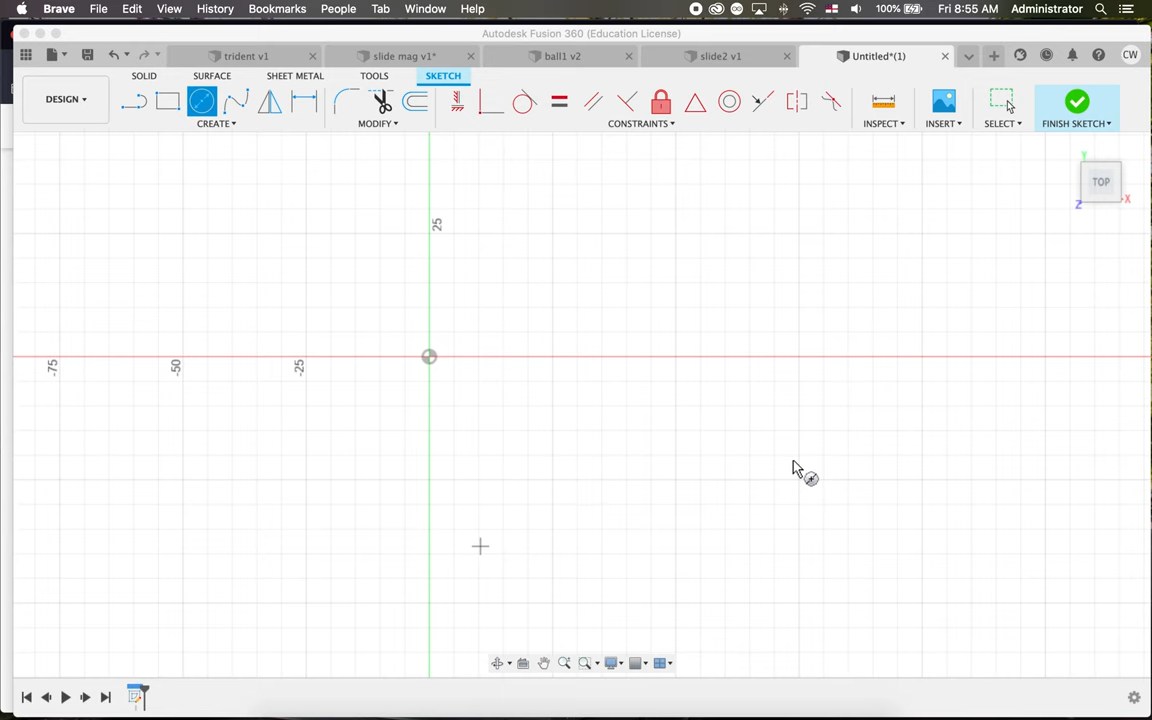 Brave File Edit View History Bookmarks People Tab Window Help 100% Fri 8:55 AM Administrator
Autodesk Fusion 360 (Education License)
trident v1 slide mag v1* ball1 v2 slide2 v1 Untitled*(1) CW
SOLID SURFACE SHEET METAL TOOLS SKETCH
DESIGN
CREATE MODIFY CONSTRAINTS INSPECT INSERT SELECT FINISH SKETCH
Y
TOP
X
Z
25
-75 -50 -25